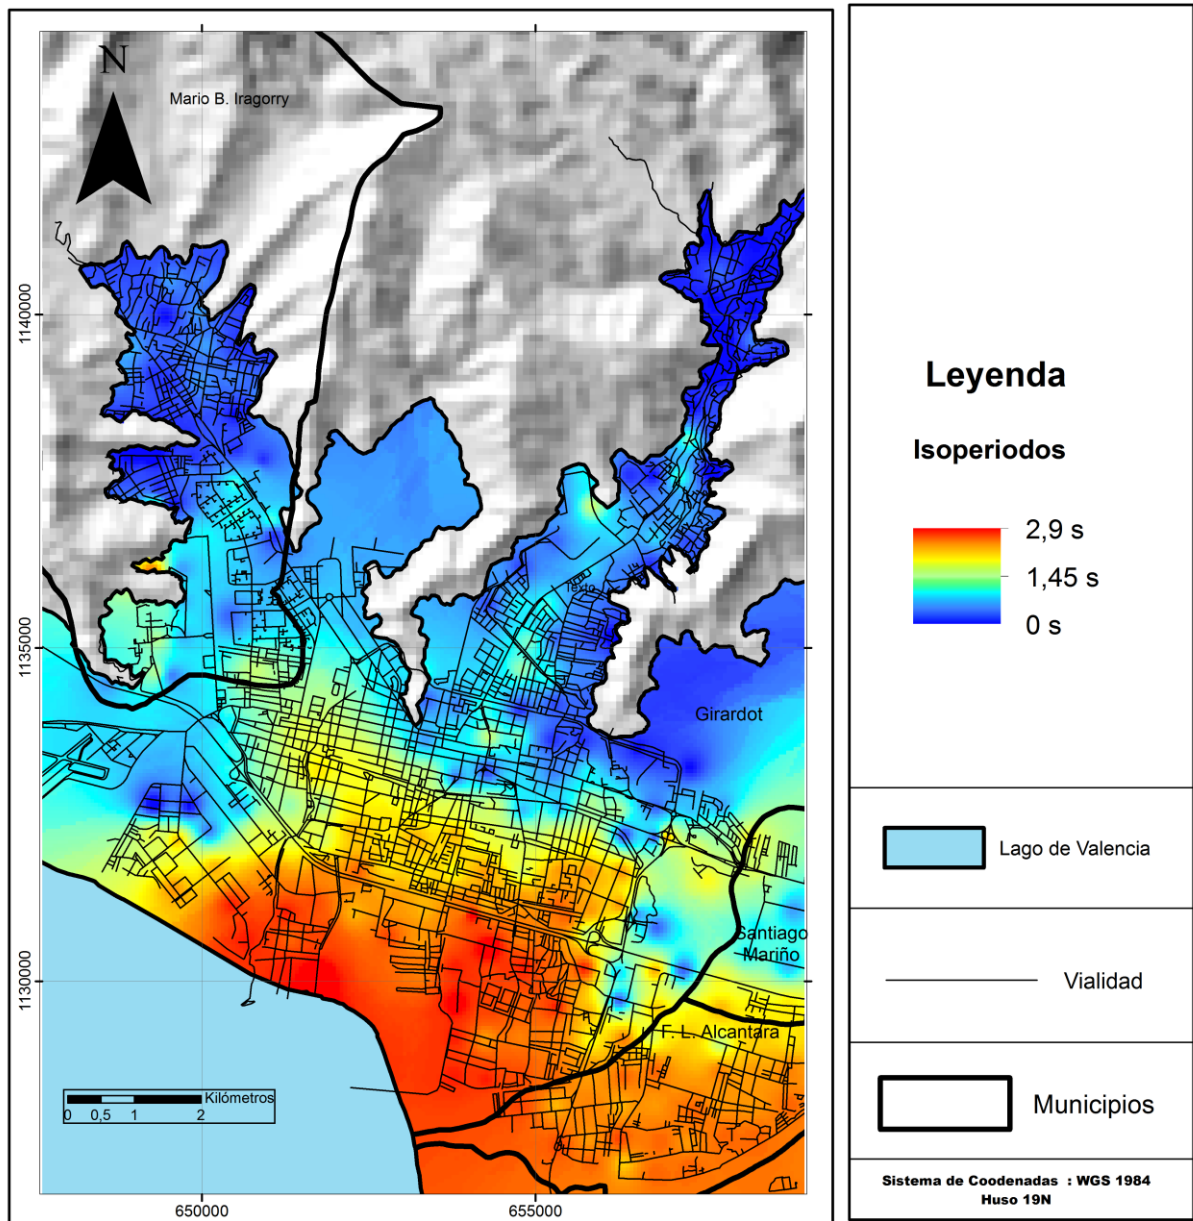 N
Mario B. Iragorry
1140000
1135000
1130000
Texto
Girardot
Santiago
Mariño
F. L. Alcantara
Kilómetros
0 0,5 1 2
650000 655000
Leyenda
Isoperiodos
2,9 s
1,45 s
0 s
Lago de Valencia
Vialidad
Municipios
Sistema de Coodenadas : WGS 1984
Huso 19N